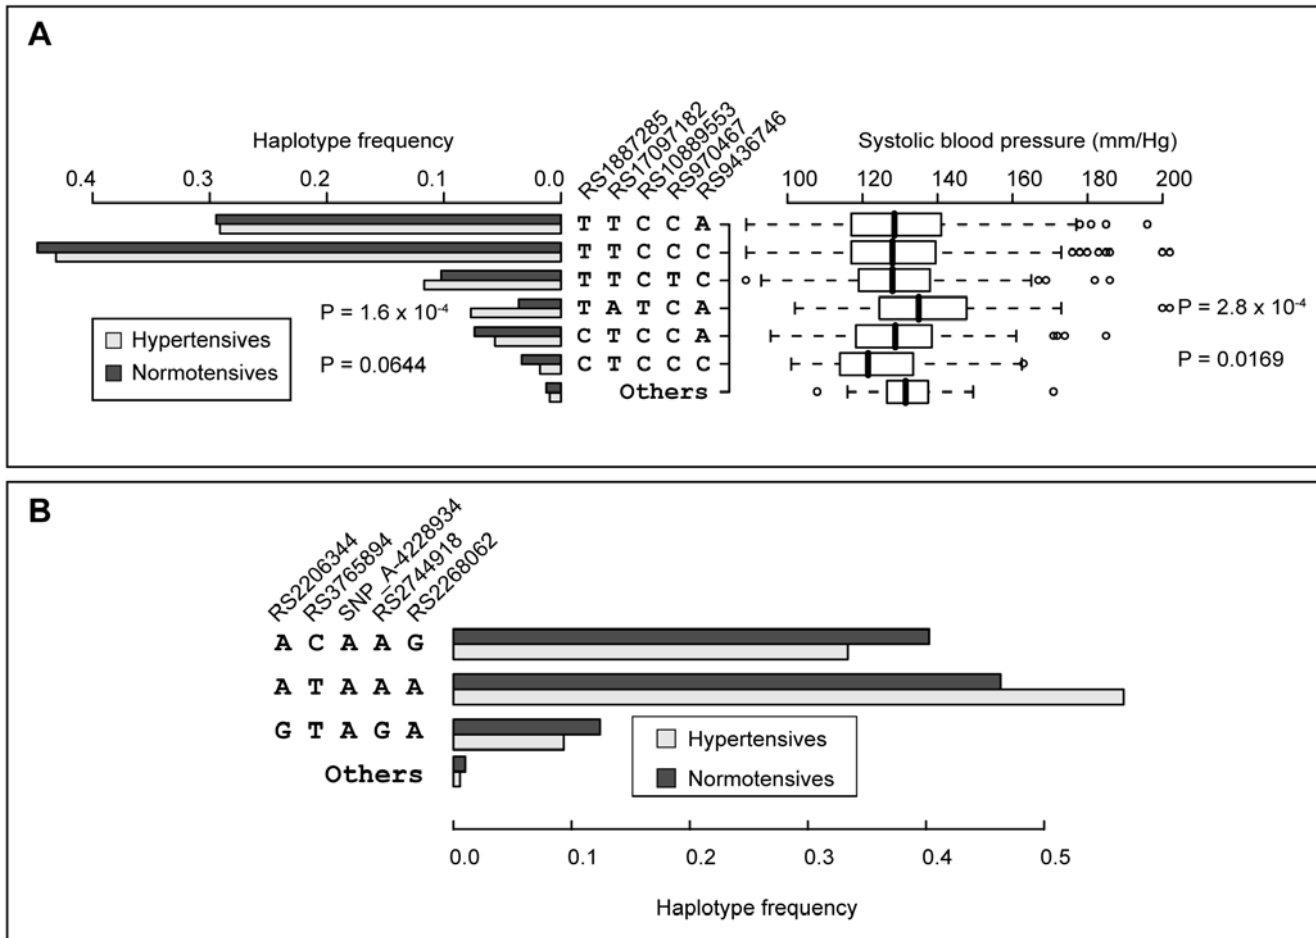 A
Haplotype frequency
RS1887285
RS17097182
RS10889553
RS970467
RS9436746
Systolic blood pressure (mm/Hg)
0.4 0.3 0.2 0.1 0.0
100 120 140 160 180 200
T T C C A
T T C C C
T T C T C
P = 1.6 x 10-4 T A T C A P = 2.8 x 10-4
C T C C A
P = 0.0644 C T C C C P = 0.0169
Others
Hypertensives
Normotensives
B
RS2206344
RS3765894
SNP_A-4228934
RS2744918
RS2268062
A C A A G
A T A A A
G T A G A
Others
Hypertensives
Normotensives
0.0 0.1 0.2 0.3 0.4 0.5
Haplotype frequency